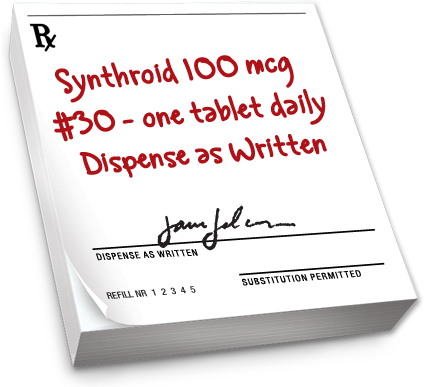 Rx
Synthroid 100 mcg
#30 - one tablet daily
Dispense as Written
DISPENSE AS WRITTEN
SUBSTITUTION PERMITTED
REFILL NR 1 2 3 4 5